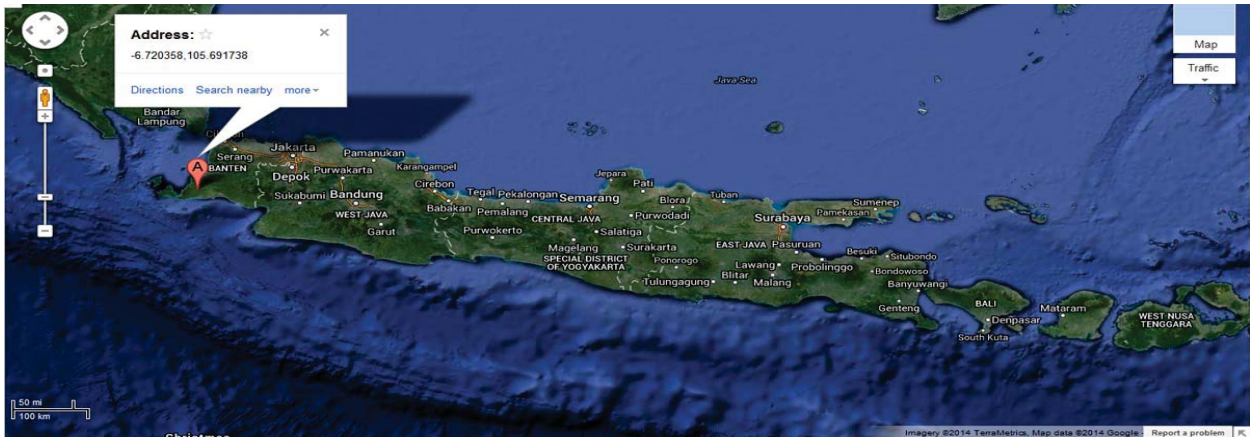 Address:
-6.720358,105.691738
Directions Search nearby more
Map
Traffic
Java Sea
Bandar
Lampung
Serang
BANTEN
Jakarta
Depok
Purwakarta
Pamanukan
Karangampel
Sukabumi
Bandung
WEST JAVA
Garut
Cirebon
Babakan
Tegal
Pekalongan
Pemalang
Purwokerto
Semarang
CENTRAL JAVA
Salatiga
Magelang
Surakarta
SPECIAL DISTRICT
OF YOGYAKARTA
Jepara
Pati
Blora
Purwodadi
Tuban
Surabaya
EAST JAVA
Pasuruan
Ponorogo
Tulungagung
Lawang
Blitar
Malang
Probolinggo
Pamekasan
Sumenep
Besuki
Situbondo
Bondowoso
Banyuwangi
Genteng
BALI
Denpasar
South Kuta
Mataram
WEST NUSA
TENGGARA
A
50 mi
100 km
Christmas
Imagery ©2014 TerraMetrics, Map data ©2014 Google - Report a problem